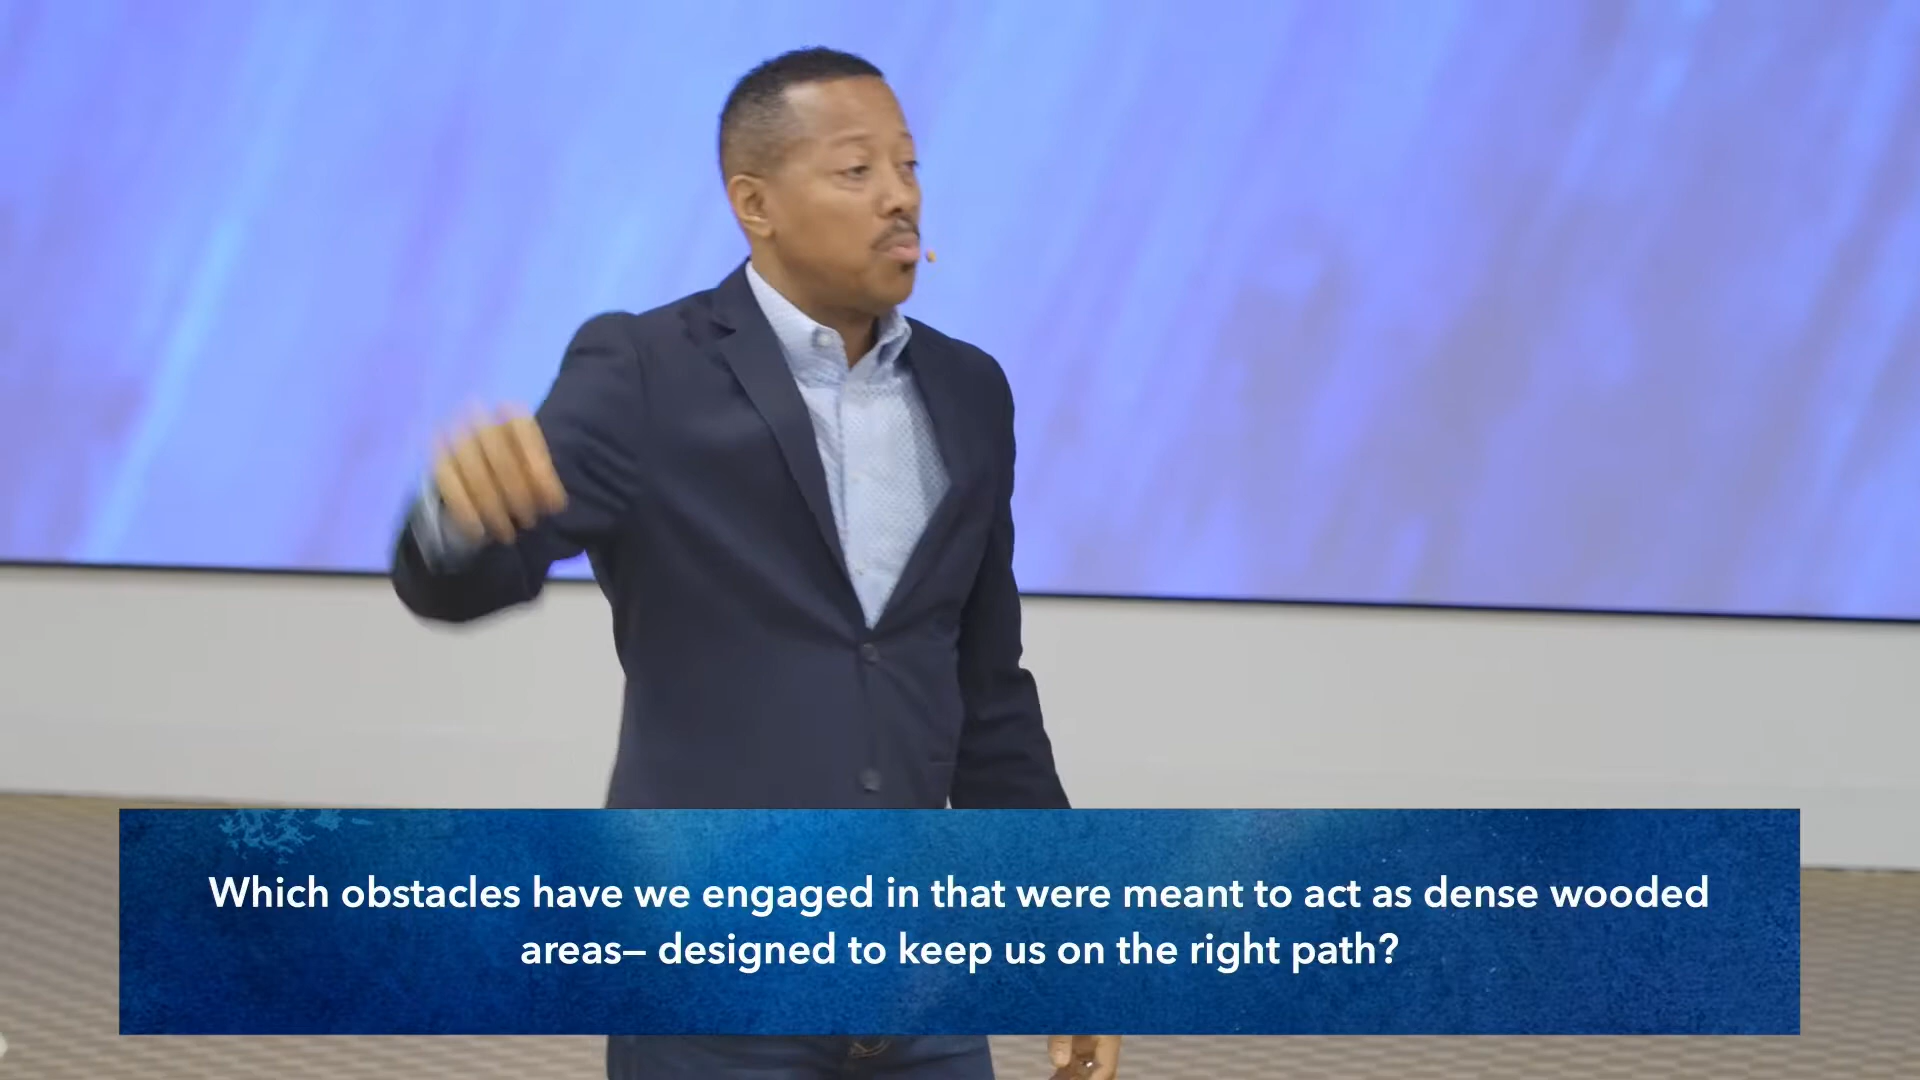 Which obstacles have we engaged in that were meant to act as dense wooded
areas— designed to keep us on the right path?